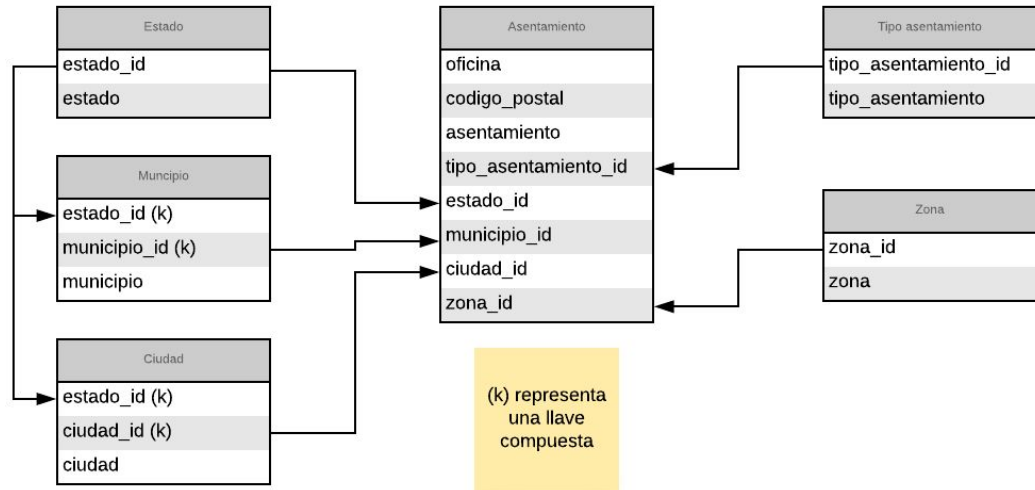 Estado
estado_id
estado
Muncipio
estado_id (k)
municipio_id (k)
municipio
Ciudad
estado_id (k)
ciudad_id (k)
ciudad
Asentamiento
oficina
codigo_postal
asentamiento
tipo_asentamiento_id
estado_id
municipio_id
ciudad_id
zona_id
(k) representa
una llave
compuesta
Tipo asentamiento
tipo_asentamiento_id
tipo_asentamiento
Zona
zona_id
zona